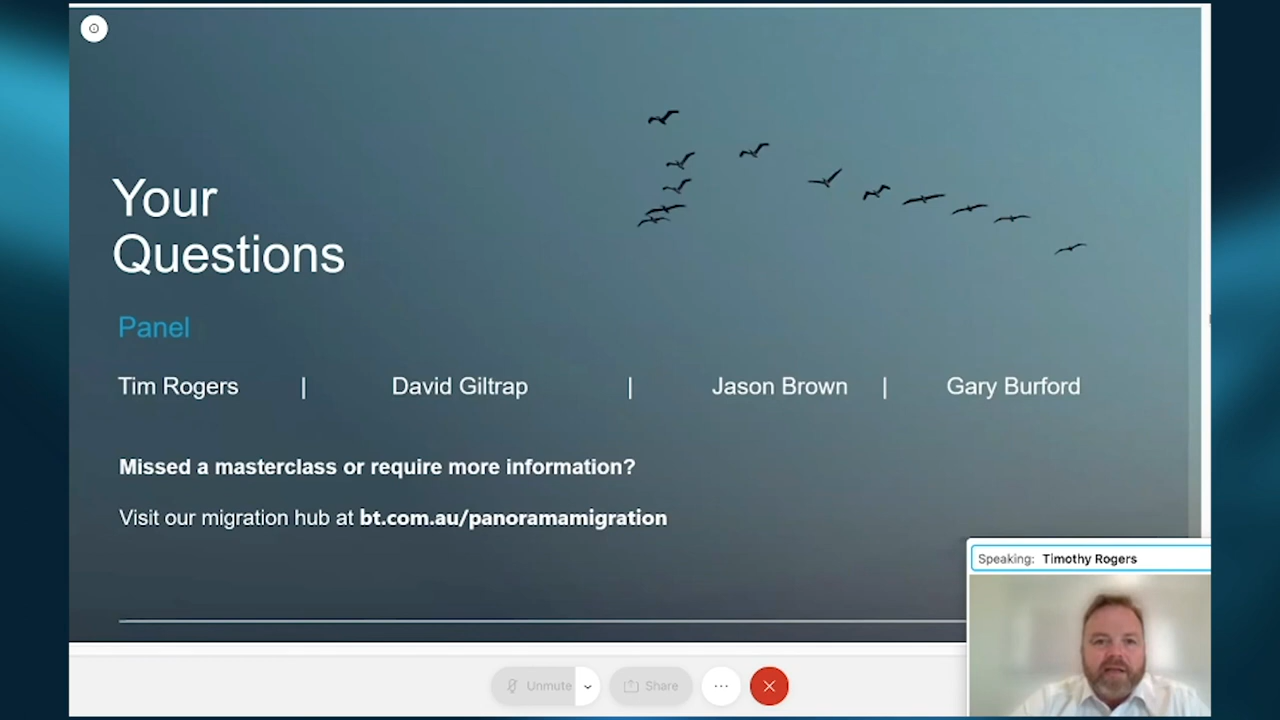 Your
Questions
Panel
Tim Rogers | David Giltrap | Jason Brown | Gary Burford
Missed a masterclass or require more information?
Visit our migration hub at bt.com.au/panoramamigration
Speaking: Timothy Rogers
Unmute
Share